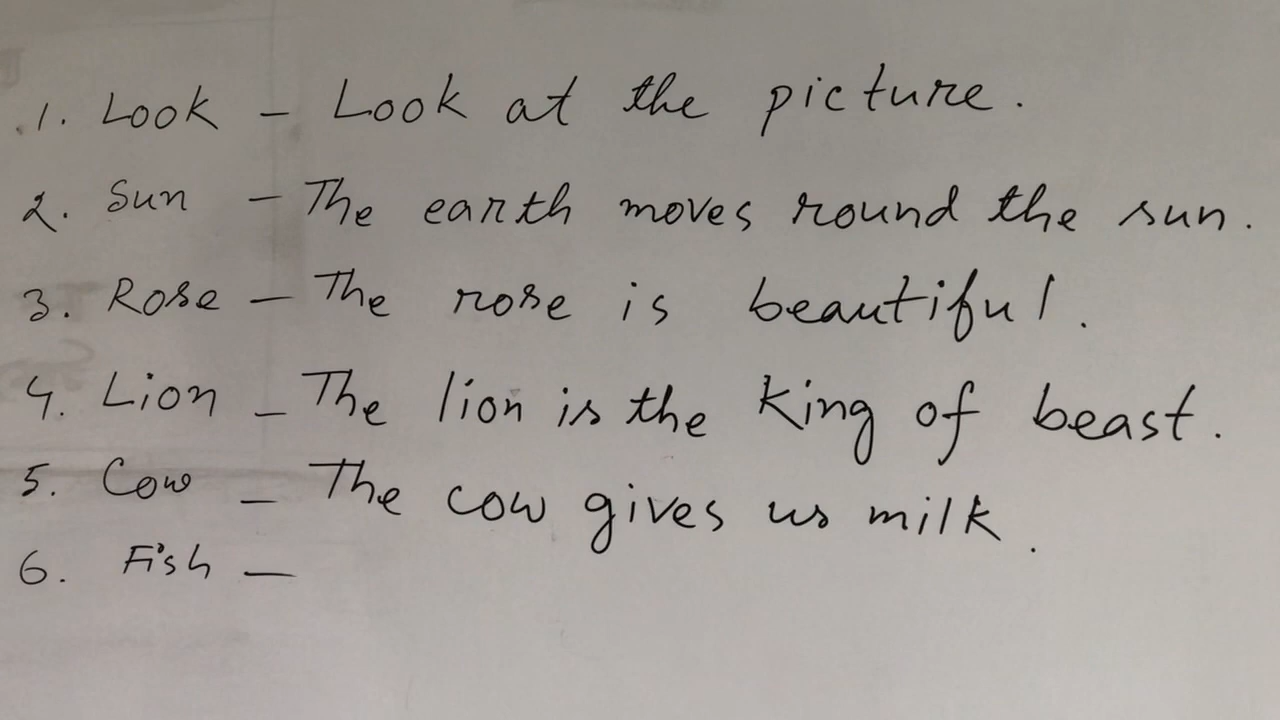 1. Look - Look at the picture.
2. Sun - The earth moves round the sun.
3. Rose - The rose is beautiful.
4. Lion - The lion is the king of beast.
5. Cow - The cow gives us milk.
6. Fish -